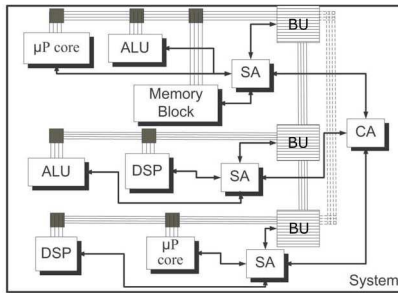 BU
µP core
ALU
SA
Memory
Block
BU
CA
ALU
DSP
SA
BU
DSP
µP
core
SA
System